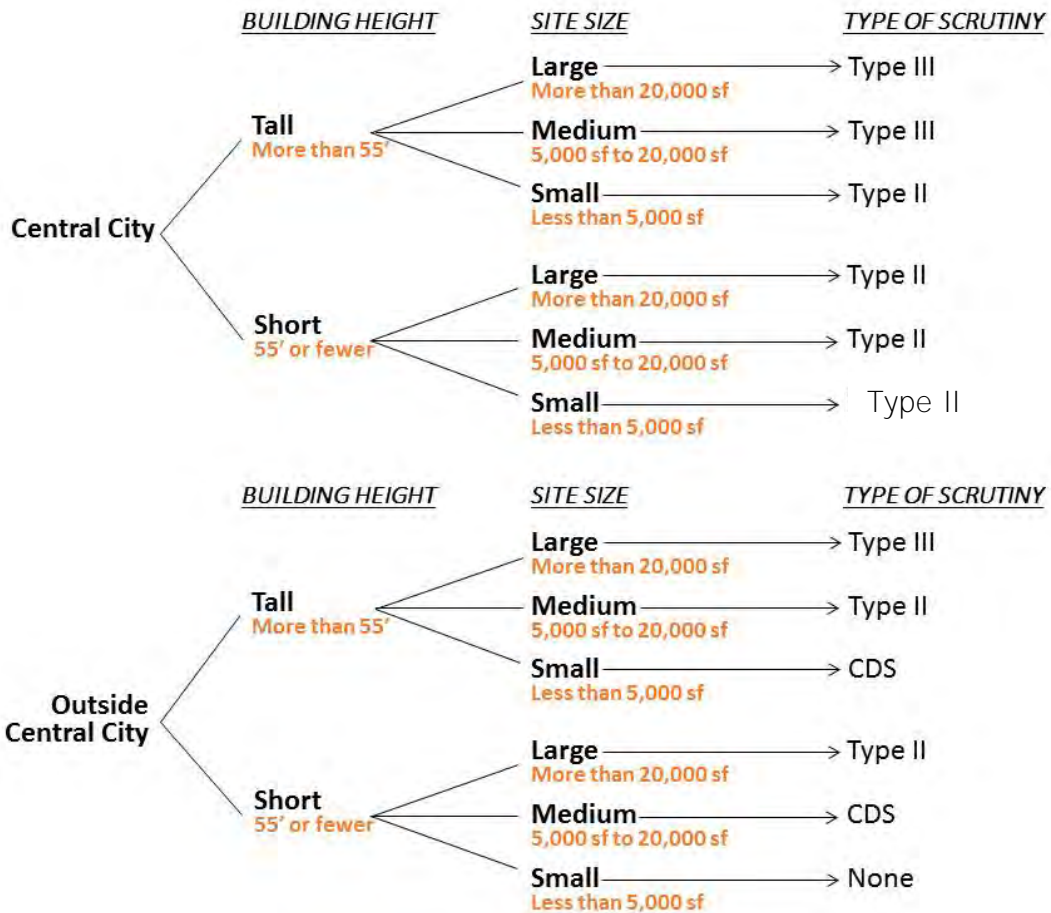 BUILDING HEIGHT SITE SIZE TYPE OF SCRUTINY
Large Type III
More than 20,000 sf
Tall
More than 55'
Medium Type III
5,000 sf to 20,000 sf
Small Type II
Less than 5,000 sf
Central City
Large Type II
More than 20,000 sf
Short
55' or fewer
Medium Type II
5,000 sf to 20,000 sf
Small Type II
Less than 5,000 sf
BUILDING HEIGHT SITE SIZE TYPE OF SCRUTINY
Large Type III
More than 20,000 sf
Tall
More than 55'
Medium Type II
5,000 sf to 20,000 sf
Small CDS
Less than 5,000 sf
Outside
Central City
Large Type II
More than 20,000 sf
Short
55' or fewer
Medium CDS
5,000 sf to 20,000 sf
Small None
Less than 5,000 sf